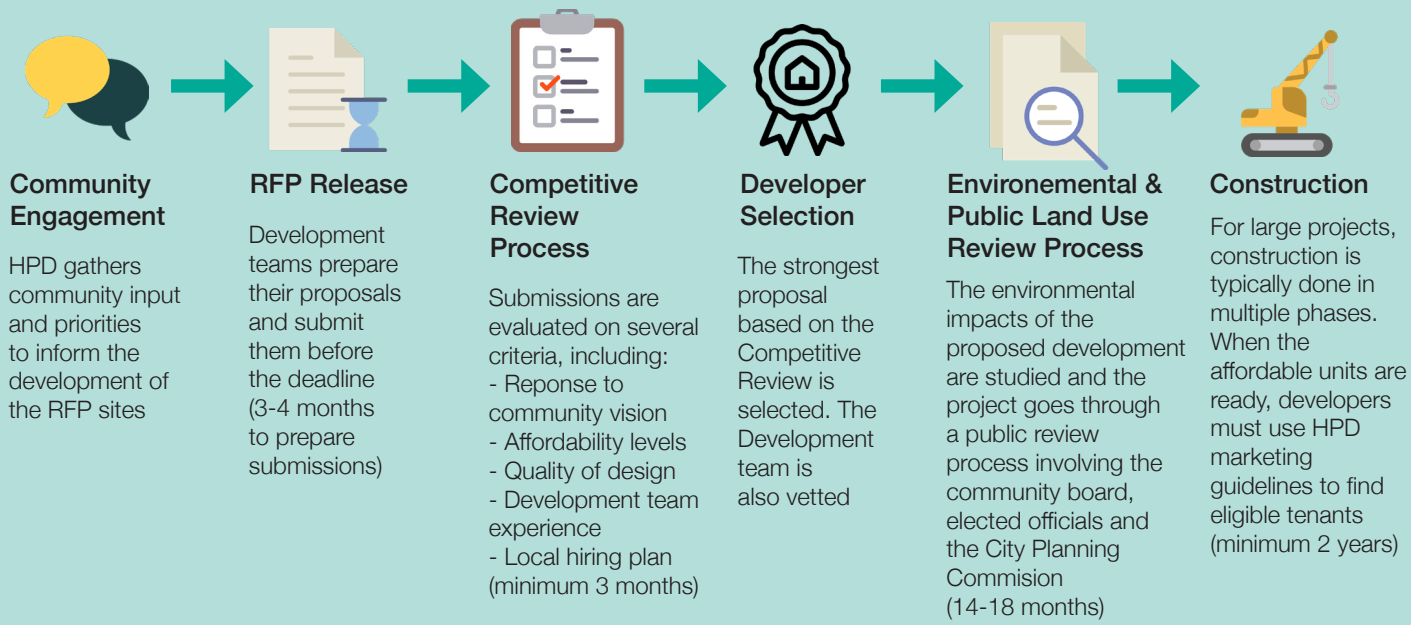 Community
Engagement
HPD gathers
community input
and priorities
to inform the
development of
the RFP sites
RFP Release
Development
teams prepare
their proposals
and submit
them before
the deadline
(3-4 months
to prepare
submissions)
Competitive
Review
Process
Submissions are
evaluated on several
criteria, including:
- Reponse to
community vision
- Affordability levels
- Quality of design
- Development team
experience
- Local hiring plan
(minimum 3 months)
Developer
Selection
The strongest
proposal
based on the
Competitive
Review is
selected. The
Development
team is
also vetted
Environemental &
Public Land Use
Review Process
The environmental
impacts of the
proposed development
are studied and the
project goes through
a public review
process involving the
community board,
elected officials and
the City Planning
Commision
(14-18 months)
Construction
For large projects,
construction is
typically done in
multiple phases.
When the
affordable units are
ready, developers
must use HPD
marketing
guidelines to find
eligible tenants
(minimum 2 years)